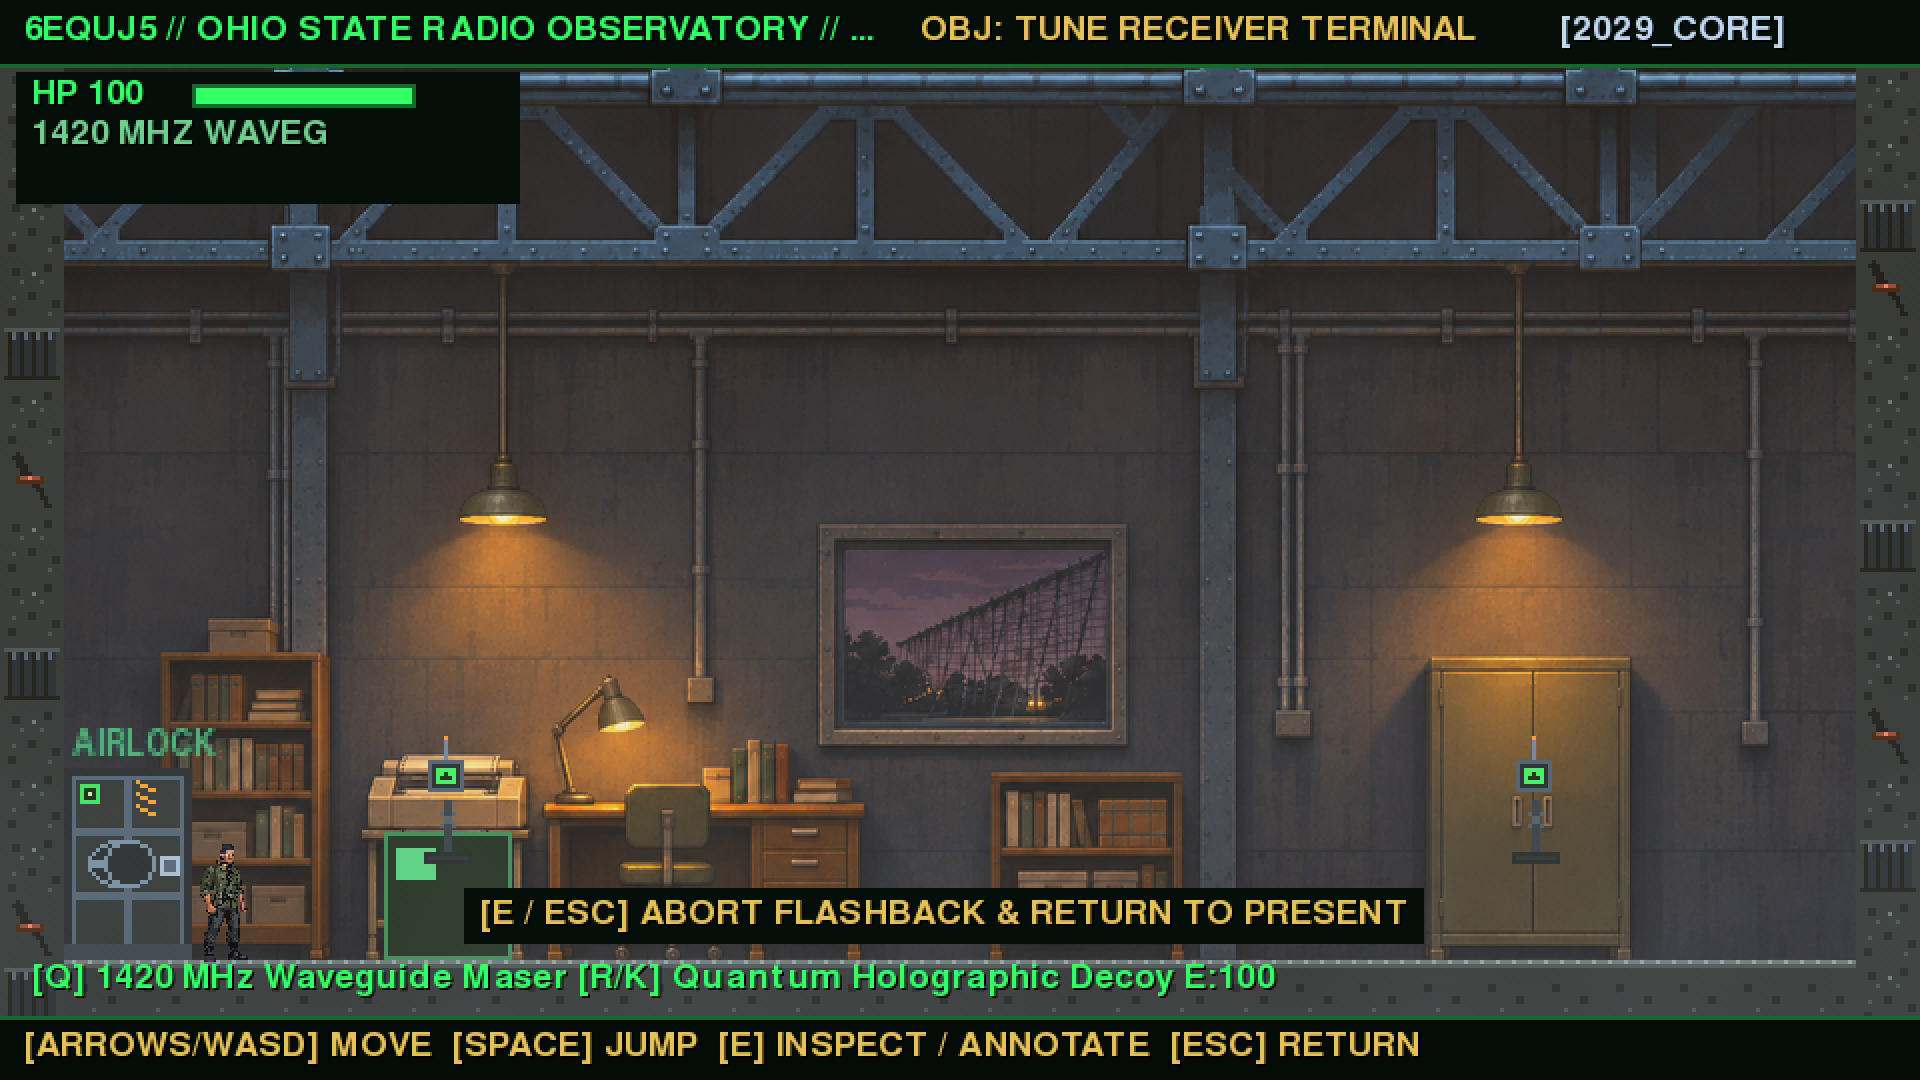 6EQUJ5 // OHIO STATE RADIO OBSERVATORY // ... OBJ: TUNE RECEIVER TERMINAL [2029_CORE]
HP 100
1420 MHZ WAVEG
AIRLOCK
[E / ESC] ABORT FLASHBACK & RETURN TO PRESENT
[Q] 1420 MHz Waveguide Maser [R/K] Quantum Holographic Decoy E:100
[ARROWS/WASD] MOVE [SPACE] JUMP [E] INSPECT / ANNOTATE [ESC] RETURN